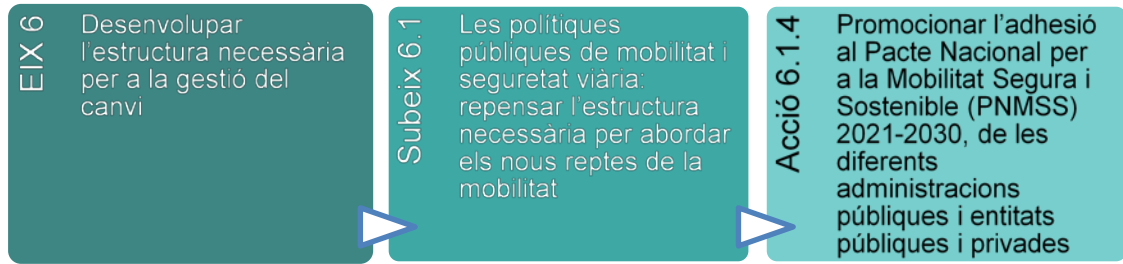 EIX 6
Desenvolupar
l’estructura necessària
per a la gestió del
canvi
Subeix 6.1
Les polítiques
públiques de mobilitat i
seguretat viària:
repensar l’estructura
necessària per abordar
els nous reptes de la
mobilitat
Acció 6.1.4
Promocionar l’adhesió
al Pacte Nacional per
a la Mobilitat Segura i
Sostenible (PNMSS)
2021-2030, de les
diferents
administracions
públiques i entitats
públiques i privades